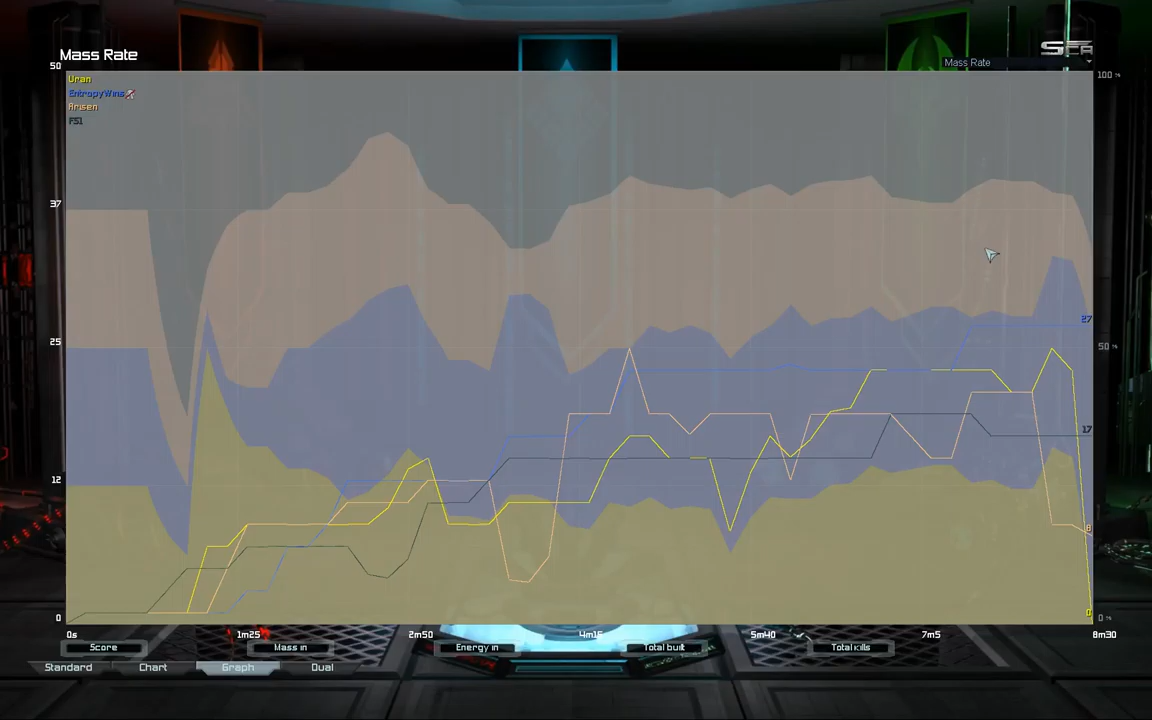 Mass Rate
50
Uran
EntropyWins
Arisen
FS1
Mass Rate
100 %
37
25
12
0
27
50 %
17
8
0
0 %
0s
1m25
2m50
4m15
5m40
7m5
8m30
Score
Mass in
Energy in
Total built
Total kills
Standard
Chart
Graph
Dual